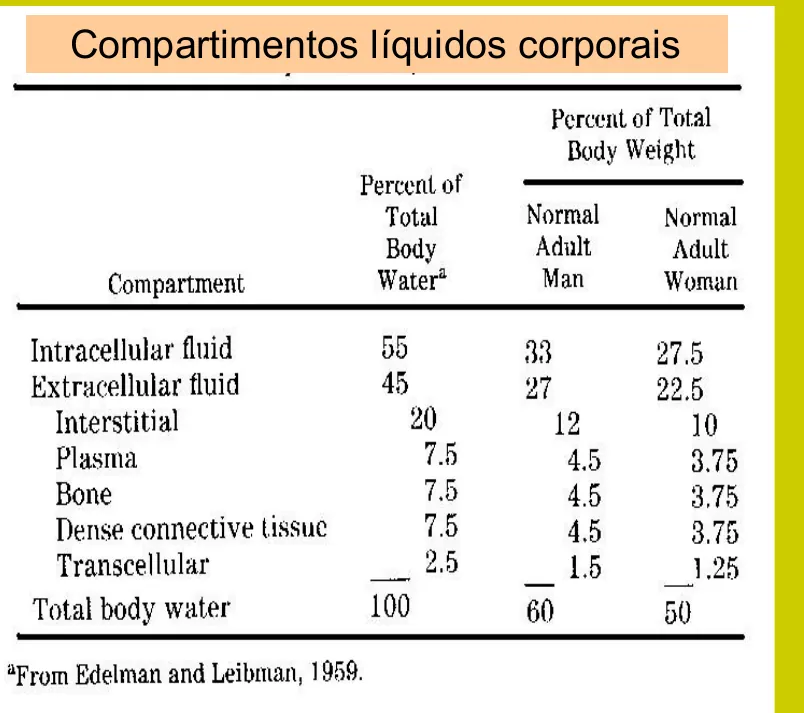 Compartimentos líquidos corporais
Percent of Total
Body Weight
Percent of
Total
Body
Waterª
Normal
Adult
Man
Normal
Adult
Woman
Compartment
Intracellular fluid 55 33 27.5
Extracellular fluid 45 27 22.5
Interstitial 20 12 10
Plasma 7.5 4.5 3.75
Bone 7.5 4.5 3.75
Dense connective tissue 7.5 4.5 3.75
Transcellular 2.5 1.5 1.25
Total body water 100 60 50
ªFrom Edelman and Leibman, 1959.